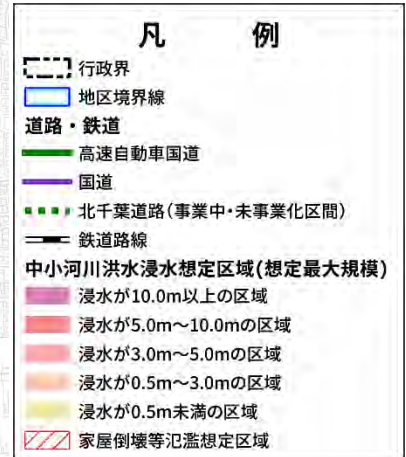 凡 例
行政界
地区境界線
道路・鉄道
高速自動車国道
国道
北千葉道路(事業中・未事業化区間)
鉄道路線
中小河川洪水浸水想定区域(想定最大規模)
浸水が10.0m以上の区域
浸水が5.0m～10.0mの区域
浸水が3.0m～5.0mの区域
浸水が0.5m～3.0mの区域
浸水が0.5m未満の区域
家屋倒壊等氾濫想定区域